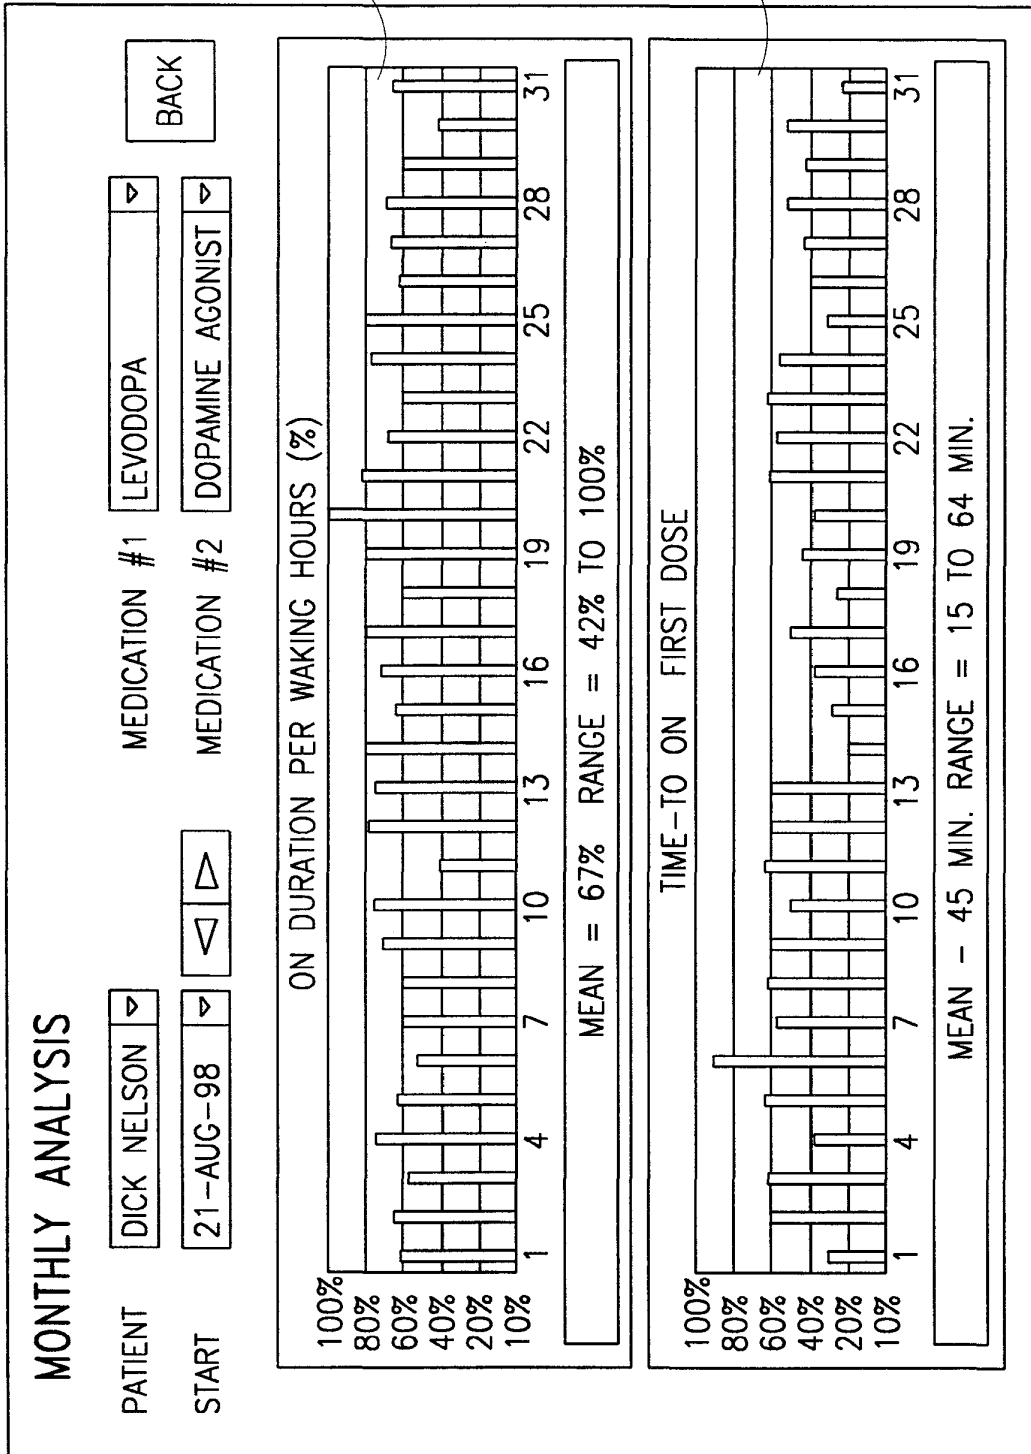 MONTHLY ANALYSIS
PATIENT DICK NELSON MEDICATION #1 LEVODOPA BACK
START 21-AUG-98 MEDICATION #2 DOPAMINE AGONIST
ON DURATION PER WAKING HOURS (%)
100%
80%
60%
40%
20%
10%
1 4 7 10 13 16 19 22 25 28 31
MEAN = 67% RANGE = 42% TO 100%
TIME-TO ON FIRST DOSE
100%
80%
60%
40%
20%
10%
1 4 7 10 13 16 19 22 25 28 31
MEAN - 45 MIN. RANGE = 15 TO 64 MIN.